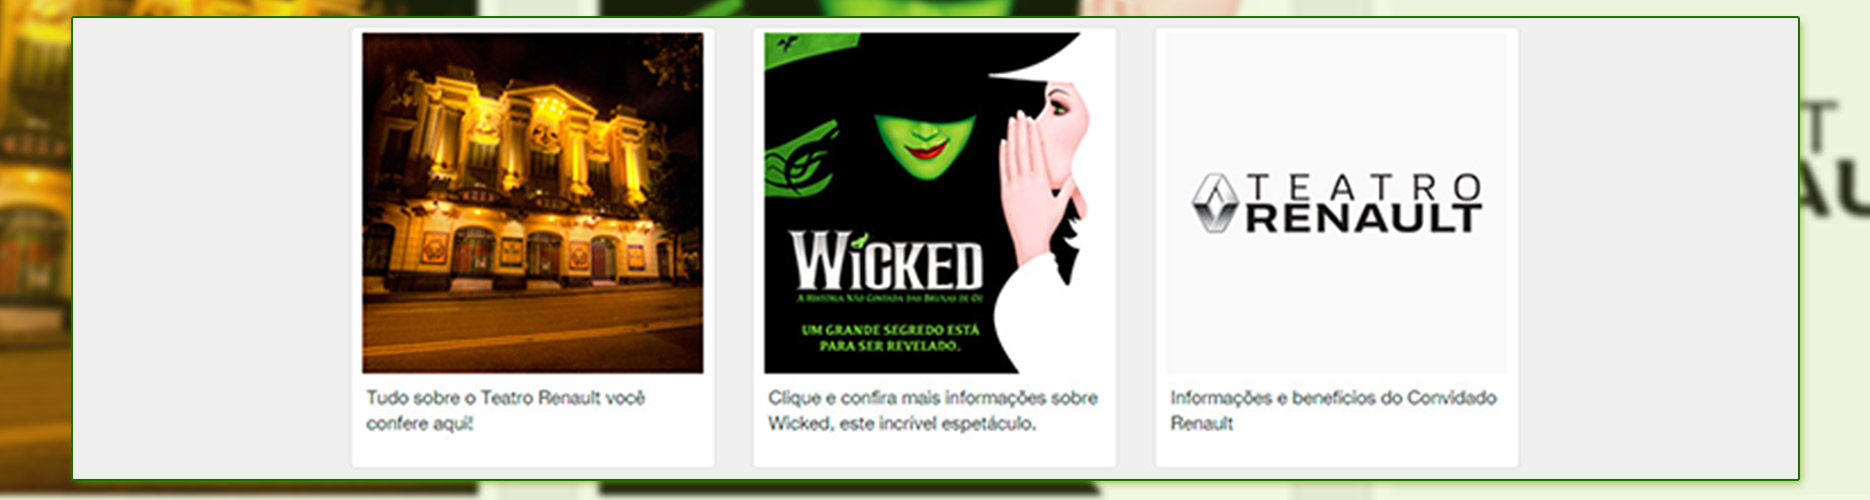 Tudo sobre o Teatro Renault você
confere aqui!
WICKED
A HISTÓRIA NÃO CONTADA DAS BRUXAS DE OZ
UM GRANDE SEGREDO ESTÁ
PARA SER REVELADO.
Clique e confira mais informações sobre
Wicked, este incrível espetáculo.
TEATRO
RENAULT
Informações e benefícios do Convidado
Renault